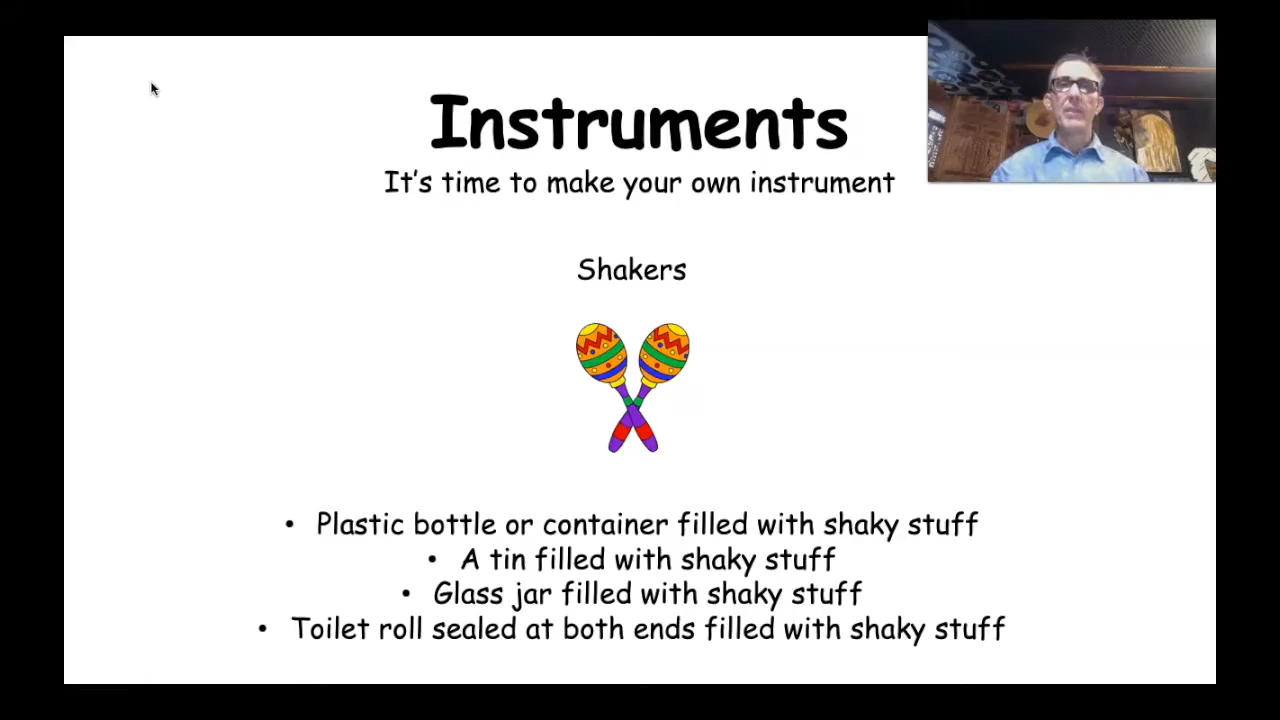 Instruments
It's time to make your own instrument
Shakers
• Plastic bottle or container filled with shaky stuff
• A tin filled with shaky stuff
• Glass jar filled with shaky stuff
• Toilet roll sealed at both ends filled with shaky stuff